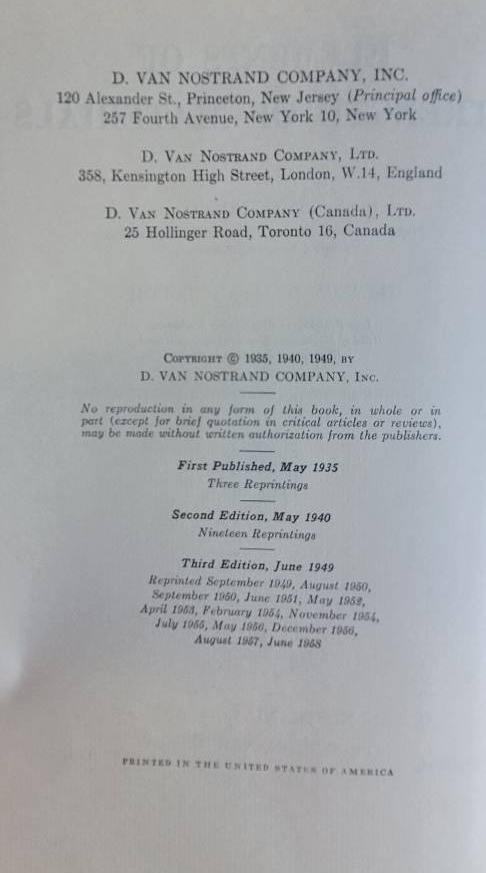 D. VAN NOSTRAND COMPANY, INC.
120 Alexander St., Princeton, New Jersey (Principal office)
257 Fourth Avenue, New York 10, New York
D. VAN NOSTRAND COMPANY, LTD.
358, Kensington High Street, London, W.14, England
D. VAN NOSTRAND COMPANY (Canada), LTD.
25 Hollinger Road, Toronto 16, Canada
COPYRIGHT © 1935, 1940, 1949, BY
D. VAN NOSTRAND COMPANY, INC.
No reproduction in any form of this book, in whole or in
part (except for brief quotation in critical articles or reviews),
may be made without written authorization from the publishers.
First Published, May 1935
Three Reprintings
Second Edition, May 1940
Nineteen Reprintings
Third Edition, June 1949
Reprinted September 1949, August 1950,
September 1950, June 1951, May 1952,
April 1953, February 1954, November 1954,
July 1955, May 1956, December 1956,
August 1957, June 1958
PRINTED IN THE UNITED STATES OF AMERICA